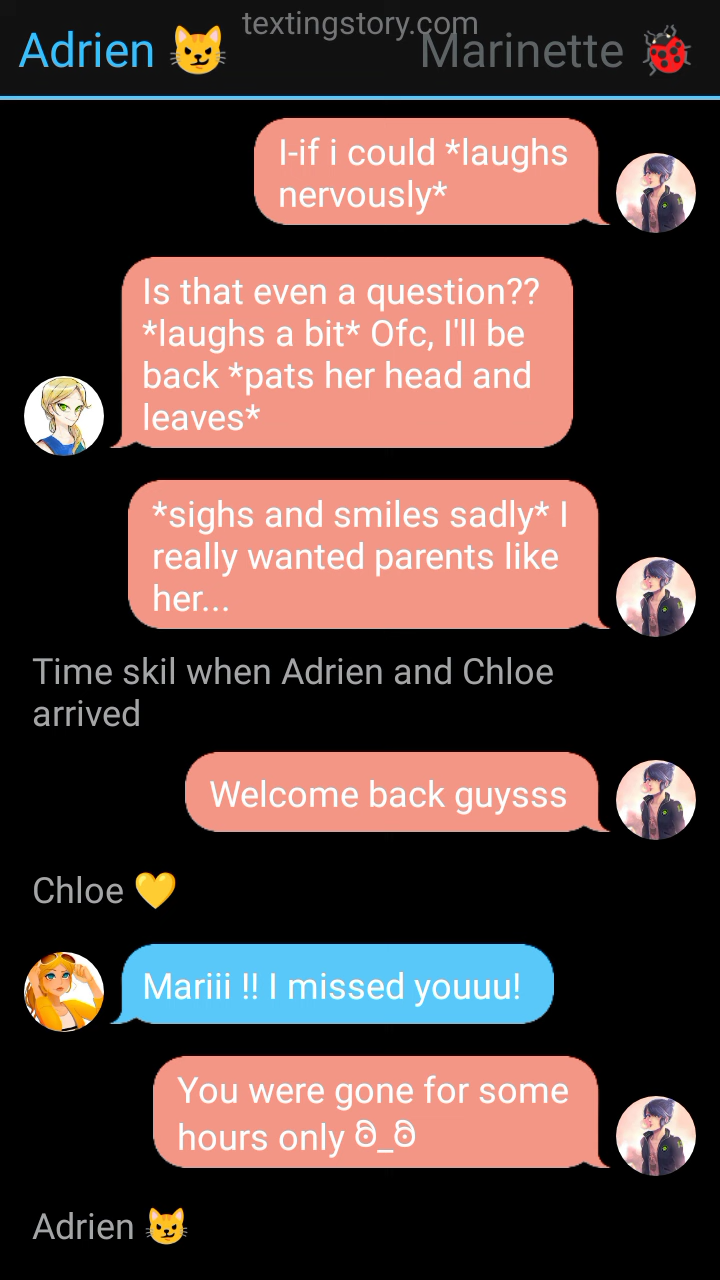 textingstory.com
Adrien 😼 Marinette 🐞
I-if i could *laughs
nervously*
Is that even a question??
*laughs a bit* Ofc, I'll be
back *pats her head and
leaves*
*sighs and smiles sadly* I
really wanted parents like
her...
Time skil when Adrien and Chloe
arrived
Welcome back guysss
Chloe 💛
Mariii !! I missed youuu!
You were gone for some
hours only ಠ_ಠ
Adrien 😼